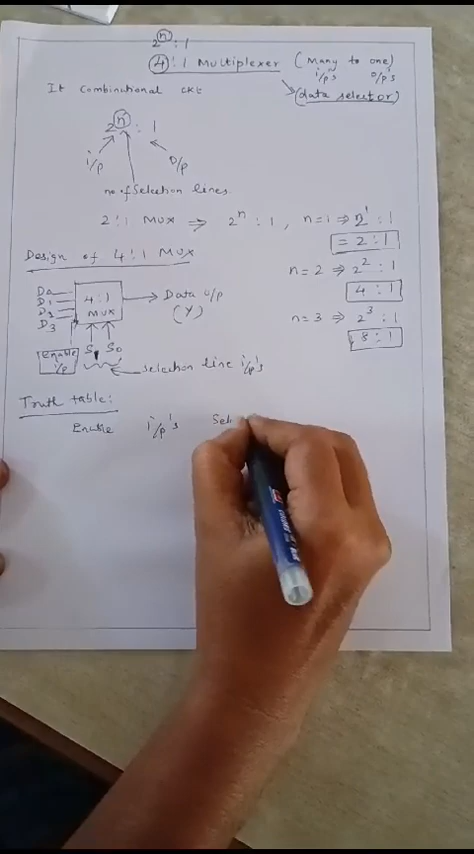 2ⁿ : 1
4:1 Multiplexer (Many to one)
i/p's o/p's
It Combinational ckt
(data selector)
2ⁿ : 1
i/p o/p
no of Selection lines
2:1 MUX ⇒ 2ⁿ : 1 , n=1 ⇒ 2¹ : 1
= 2 : 1
Design of 4:1 MUX
n = 2 ⇒ 2² : 1
4 : 1
n = 3 ⇒ 2³ : 1
8 : 1
D0
D1
D2
D3
4:1
MUX
Data o/p
(Y)
Enable
i/p
S1 S0
selection line i/p's
Truth table:
Enable i/p's Sele